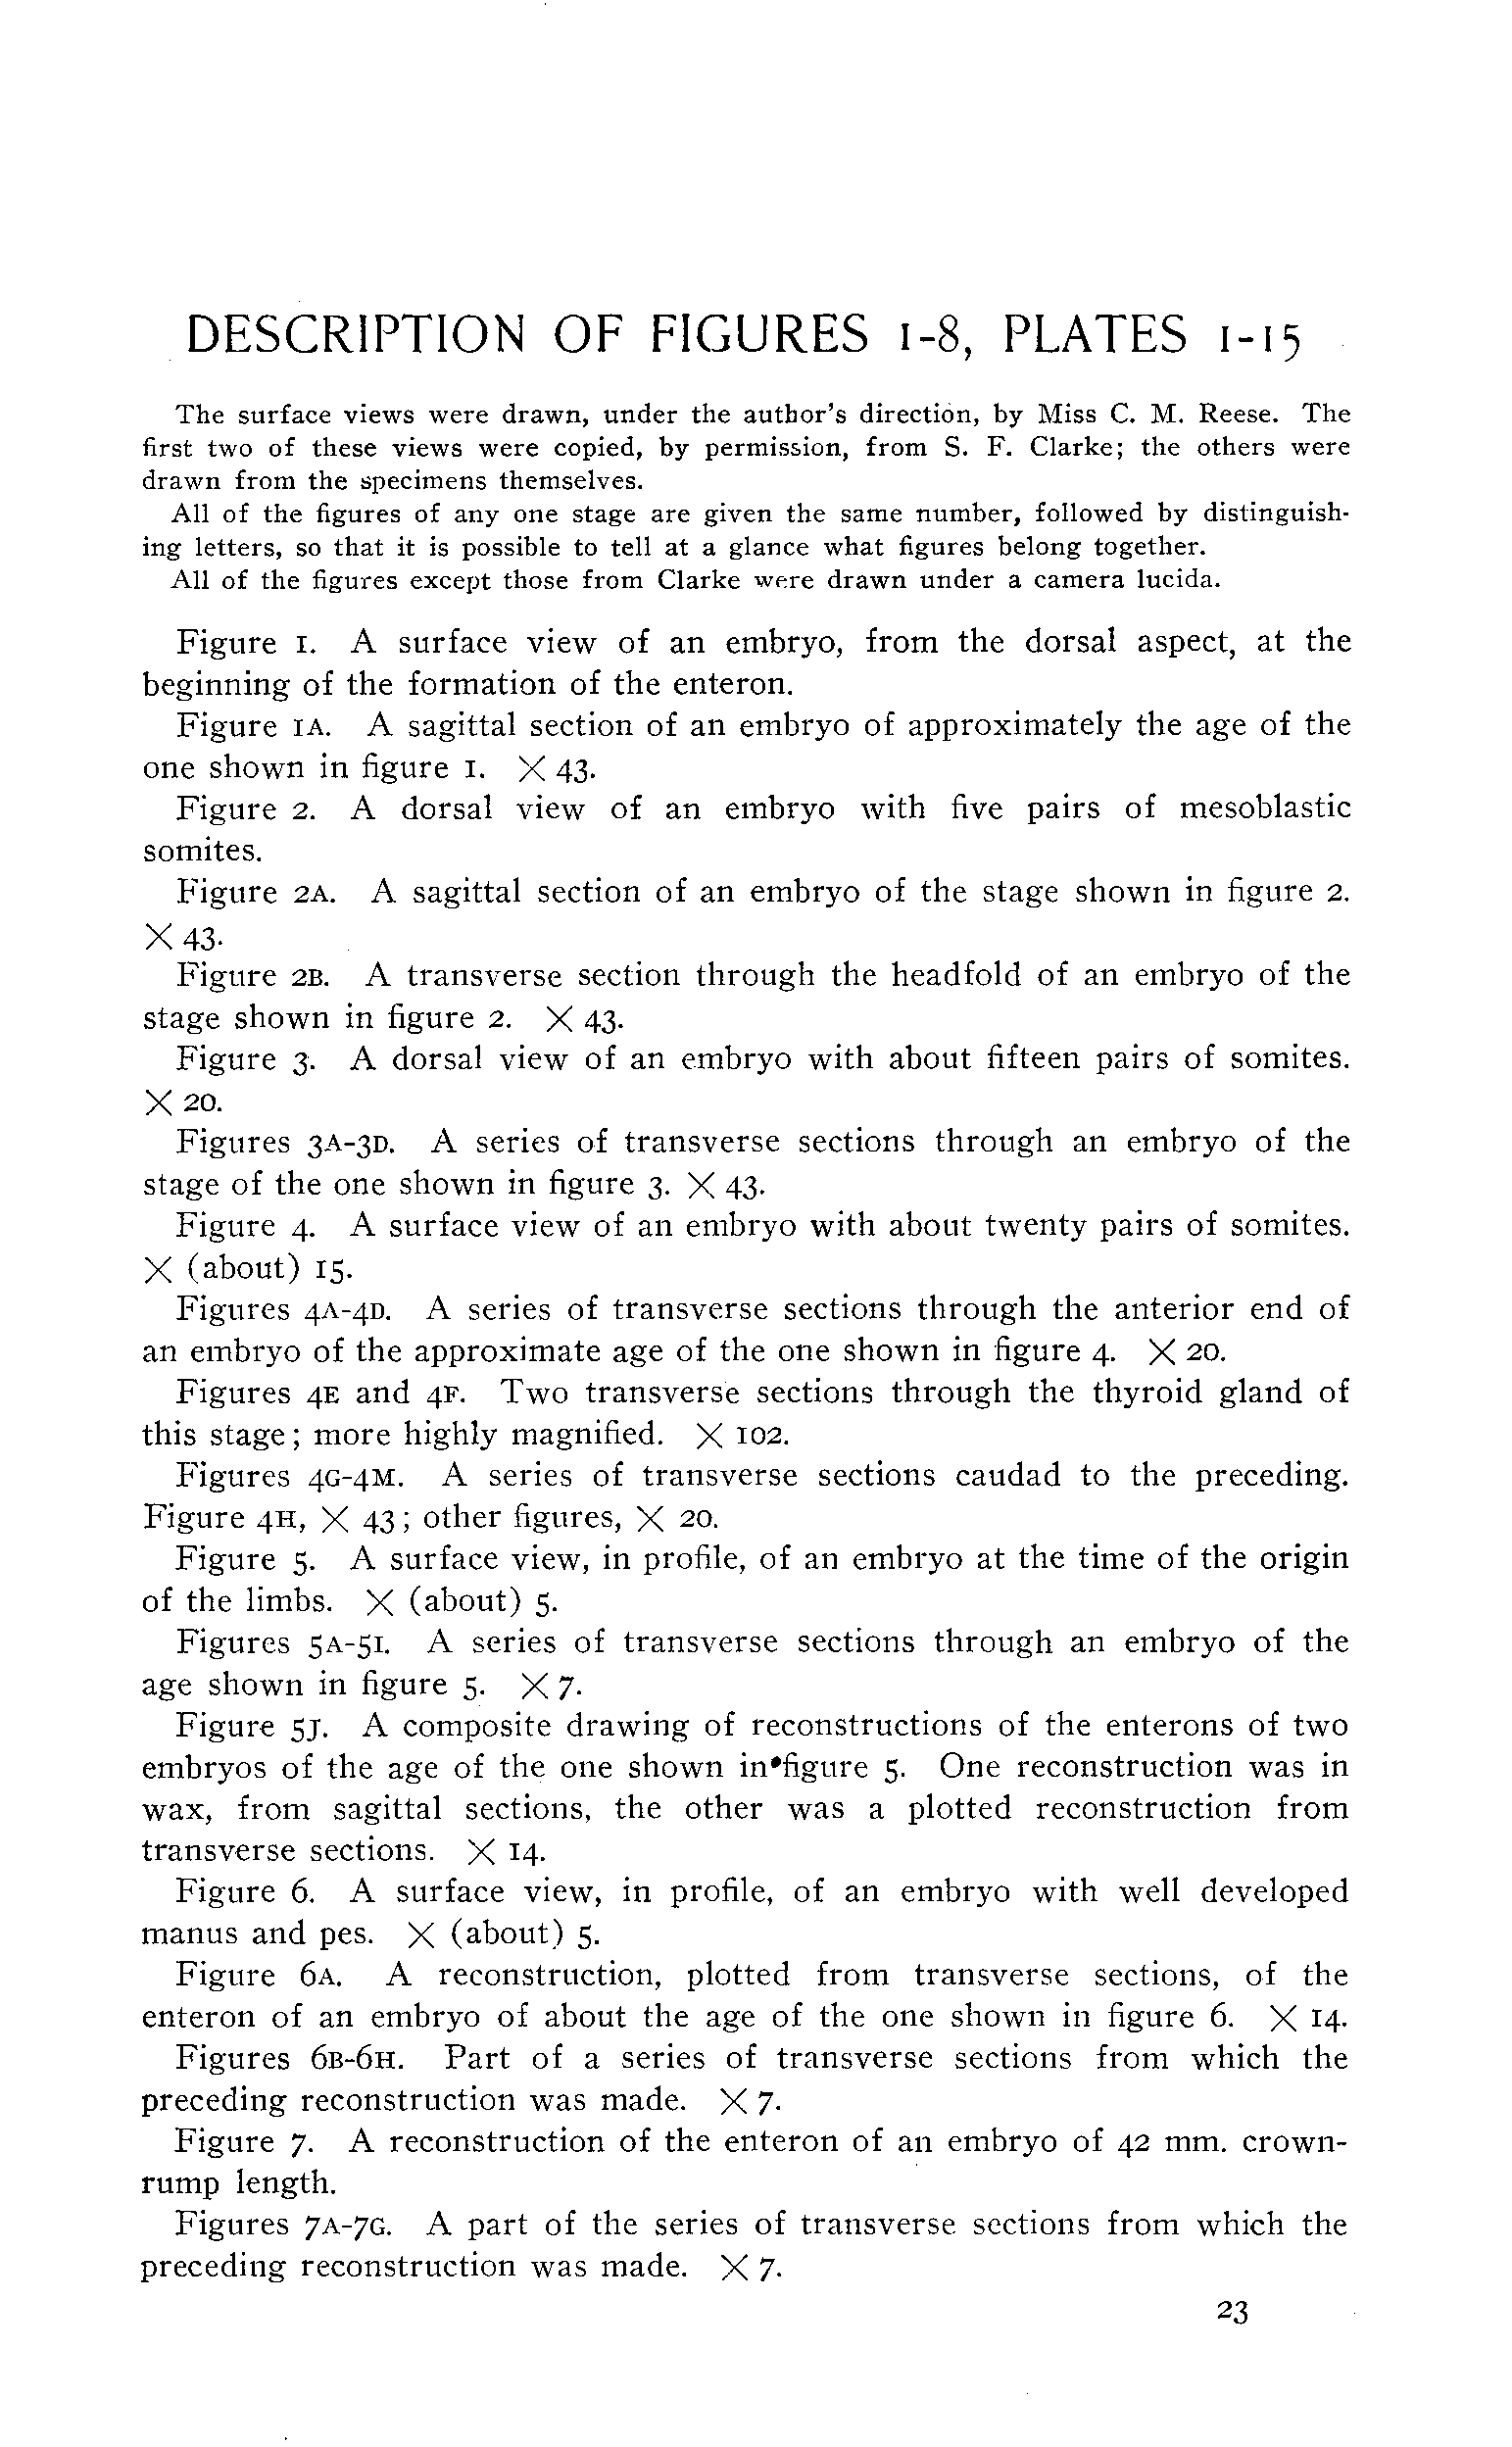 DESCRIPTION OF FIGURES 1-8, PLATES 1-15
The surface views were drawn, under the author's direction, by Miss C. M. Reese. The
first two of these views were copied, by permission, from S. F. Clarke; the others were
drawn from the specimens themselves.
All of the figures of any one stage are given the same number, followed by distinguish-
ing letters, so that it is possible to tell at a glance what figures belong together.
All of the figures except those from Clarke were drawn under a camera lucida.
Figure 1. A surface view of an embryo, from the dorsal aspect, at the
beginning of the formation of the enteron.
Figure 1A. A sagittal section of an embryo of approximately the age of the
one shown in figure 1. × 43.
Figure 2. A dorsal view of an embryo with five pairs of mesoblastic
somites.
Figure 2A. A sagittal section of an embryo of the stage shown in figure 2.
× 43.
Figure 2B. A transverse section through the headfold of an embryo of the
stage shown in figure 2. × 43.
Figure 3. A dorsal view of an embryo with about fifteen pairs of somites.
× 20.
Figures 3A-3D. A series of transverse sections through an embryo of the
stage of the one shown in figure 3. × 43.
Figure 4. A surface view of an embryo with about twenty pairs of somites.
× (about) 15.
Figures 4A-4D. A series of transverse sections through the anterior end of
an embryo of the approximate age of the one shown in figure 4. × 20.
Figures 4E and 4F. Two transverse sections through the thyroid gland of
this stage; more highly magnified. × 102.
Figures 4G-4M. A series of transverse sections caudad to the preceding.
Figure 4H, × 43; other figures, × 20.
Figure 5. A surface view, in profile, of an embryo at the time of the origin
of the limbs. × (about) 5.
Figures 5A-5I. A series of transverse sections through an embryo of the
age shown in figure 5. × 7.
Figure 5J. A composite drawing of reconstructions of the enterons of two
embryos of the age of the one shown in figure 5. One reconstruction was in
wax, from sagittal sections, the other was a plotted reconstruction from
transverse sections. × 14.
Figure 6. A surface view, in profile, of an embryo with well developed
manus and pes. × (about) 5.
Figure 6A. A reconstruction, plotted from transverse sections, of the
enteron of an embryo of about the age of the one shown in figure 6. × 14.
Figures 6B-6H. Part of a series of transverse sections from which the
preceding reconstruction was made. × 7.
Figure 7. A reconstruction of the enteron of an embryo of 42 mm. crown-
rump length.
Figures 7A-7G. A part of the series of transverse sections from which the
preceding reconstruction was made. × 7.
23